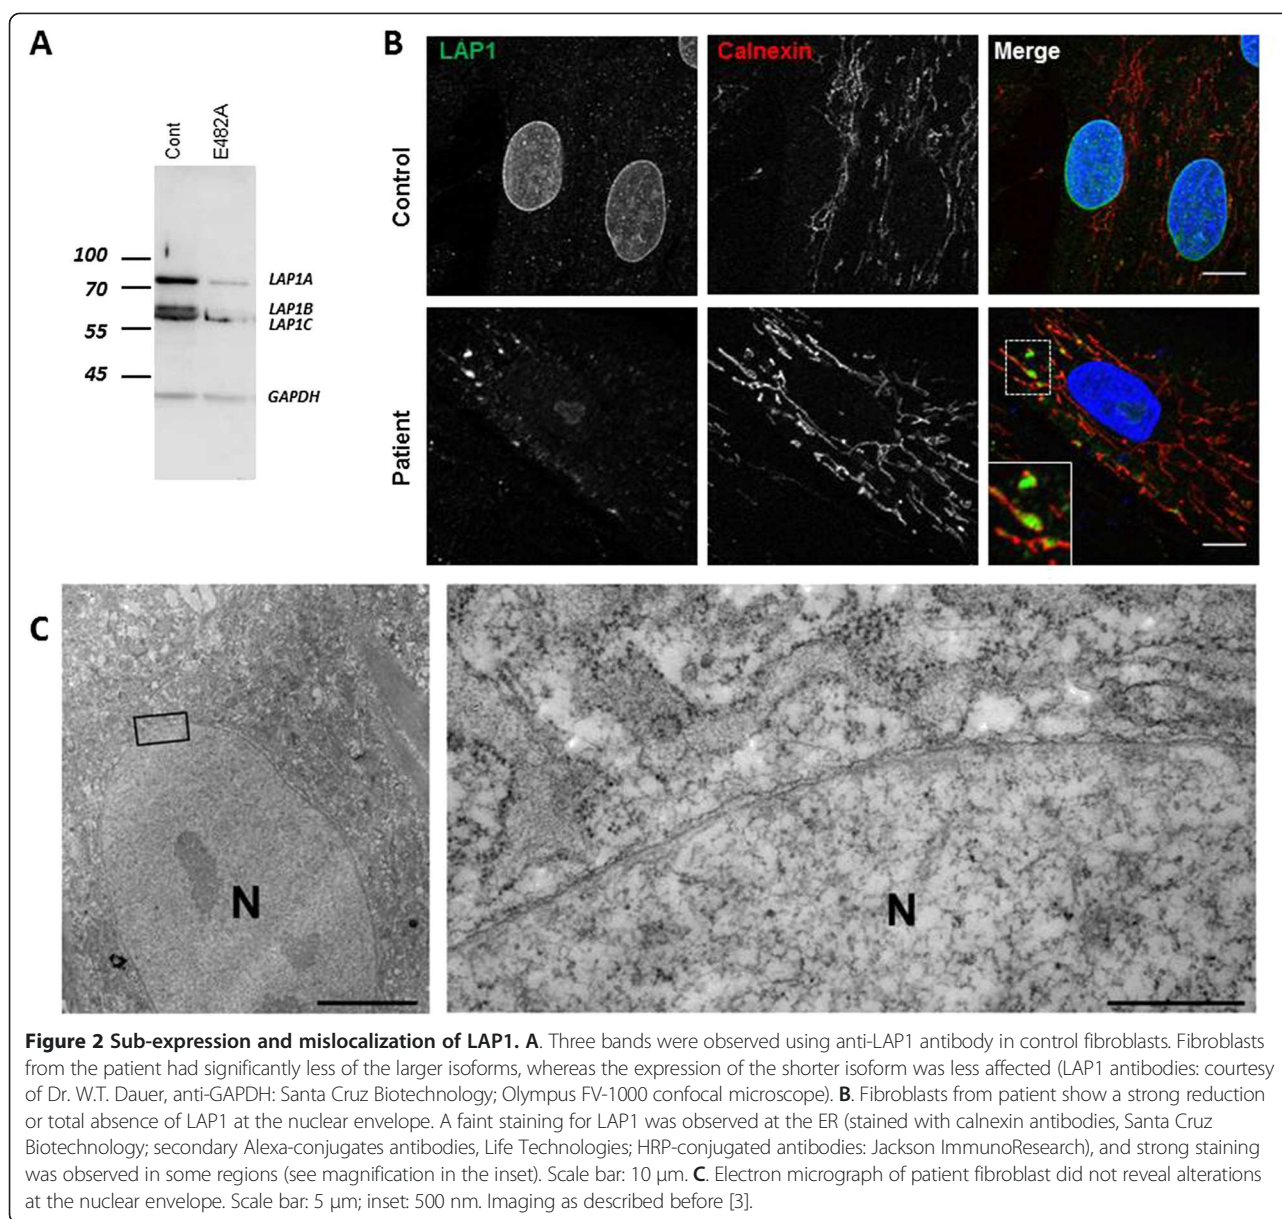 A
Cont
E482A
100
70
55
45
LAP1A
LAP1B
LAP1C
GAPDH
B
LAP1
Calnexin
Merge
Control
Patient
C
N
N
Figure 2 Sub-expression and mislocalization of LAP1. A. Three bands were observed using anti-LAP1 antibody in control fibroblasts. Fibroblasts
from the patient had significantly less of the larger isoforms, whereas the expression of the shorter isoform was less affected (LAP1 antibodies: courtesy
of Dr. W.T. Dauer, anti-GAPDH: Santa Cruz Biotechnology; Olympus FV-1000 confocal microscope). B. Fibroblasts from patient show a strong reduction
or total absence of LAP1 at the nuclear envelope. A faint staining for LAP1 was observed at the ER (stained with calnexin antibodies, Santa Cruz
Biotechnology; secondary Alexa-conjugates antibodies, Life Technologies; HRP-conjugated antibodies: Jackson ImmunoResearch), and strong staining
was observed in some regions (see magnification in the inset). Scale bar: 10 μm. C. Electron micrograph of patient fibroblast did not reveal alterations
at the nuclear envelope. Scale bar: 5 μm; inset: 500 nm. Imaging as described before [3].